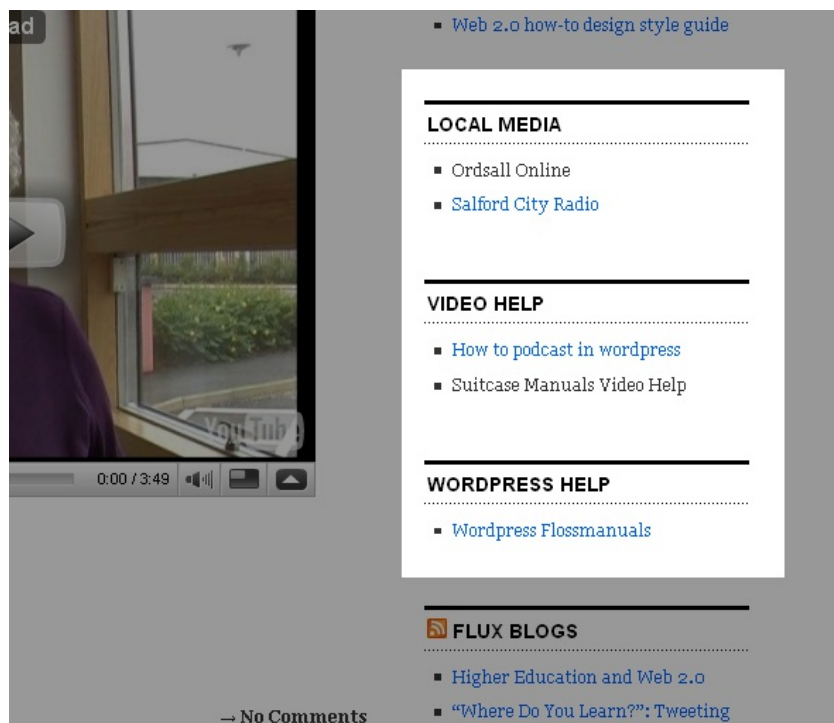 ad
Web 2.0 how-to design style guide
LOCAL MEDIA
Ordsall Online
Salford City Radio
VIDEO HELP
How to podcast in wordpress
Suitcase Manuals Video Help
YouTube
0:00 / 3:49
WORDPRESS HELP
Wordpress Flossmanuals
FLUX BLOGS
Higher Education and Web 2.0
→ No Comments
“Where Do You Learn?”: Tweeting